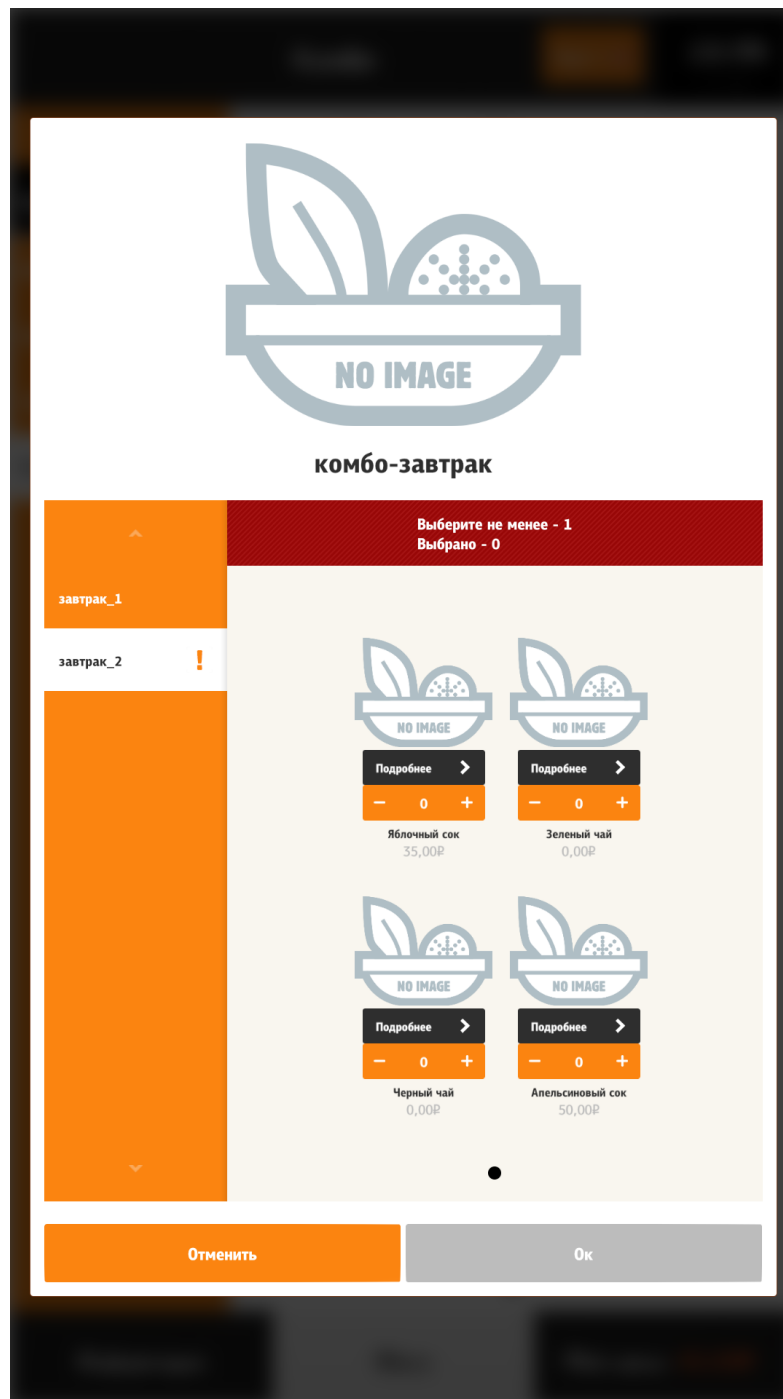 NO IMAGE
комбо-завтрак
Выберите не менее - 1
Выбрано - 0
завтрак_1
завтрак_2 !
NO IMAGE NO IMAGE
Подробнее Подробнее
− 0 + − 0 +
Яблочный сок Зеленый чай
35,00₽ 0,00₽
NO IMAGE NO IMAGE
Подробнее Подробнее
− 0 + − 0 +
Черный чай Апельсиновый сок
0,00₽ 50,00₽
Отменить Ок